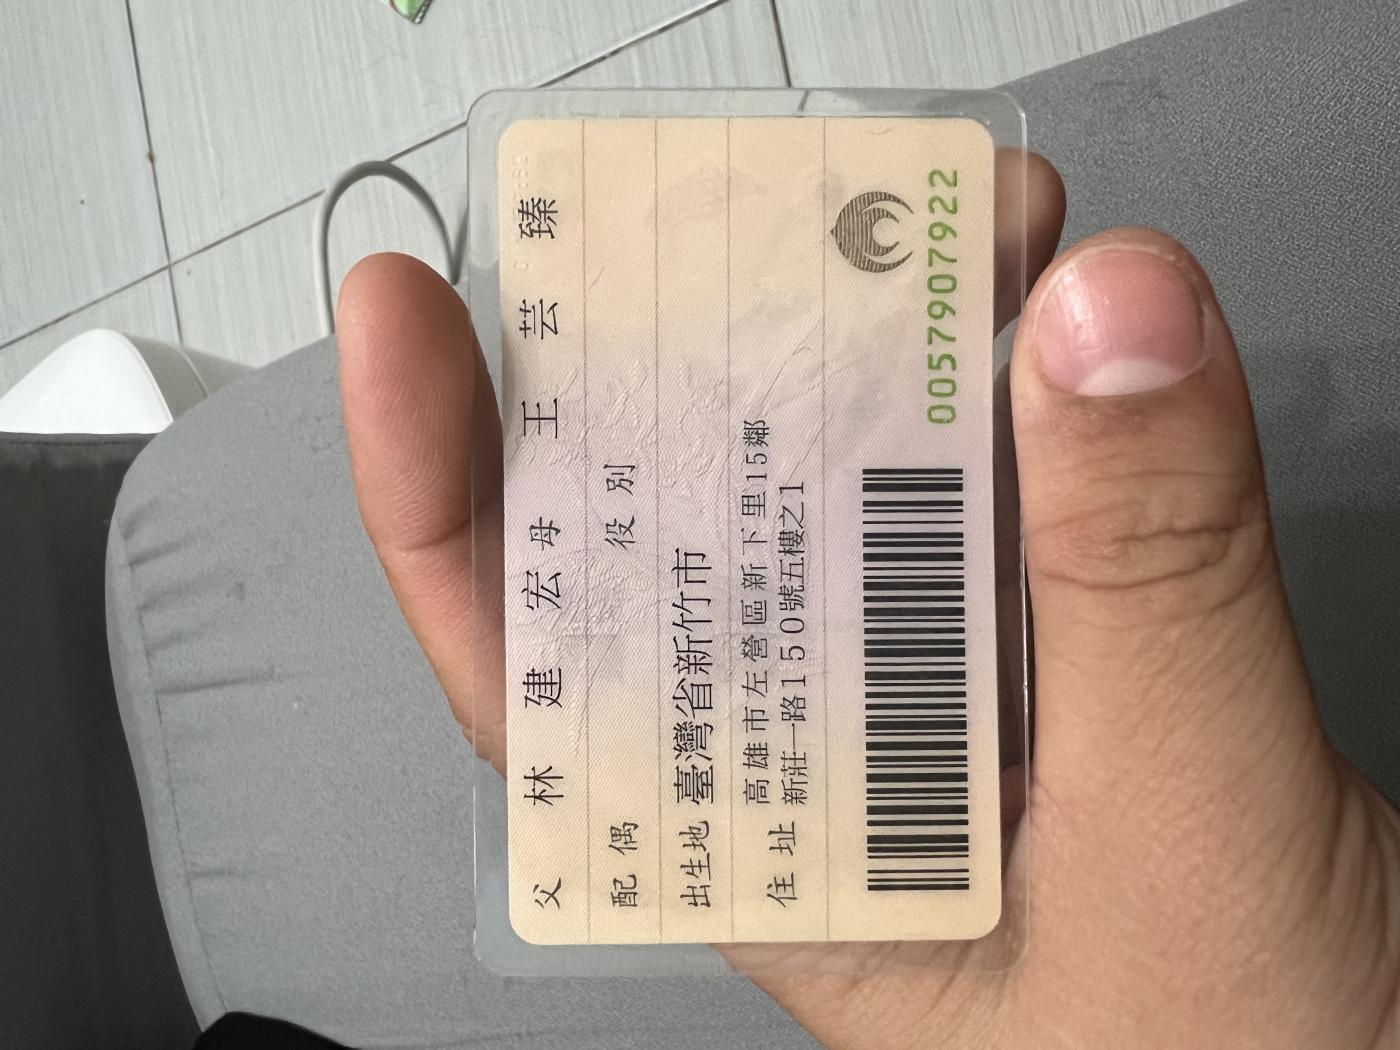 父 林建宏 母 王芸臻
配偶 役別
出生地 臺灣省新竹市
住址 高雄市左營區新下里15鄰
新莊一路150號五樓之1
0057907922